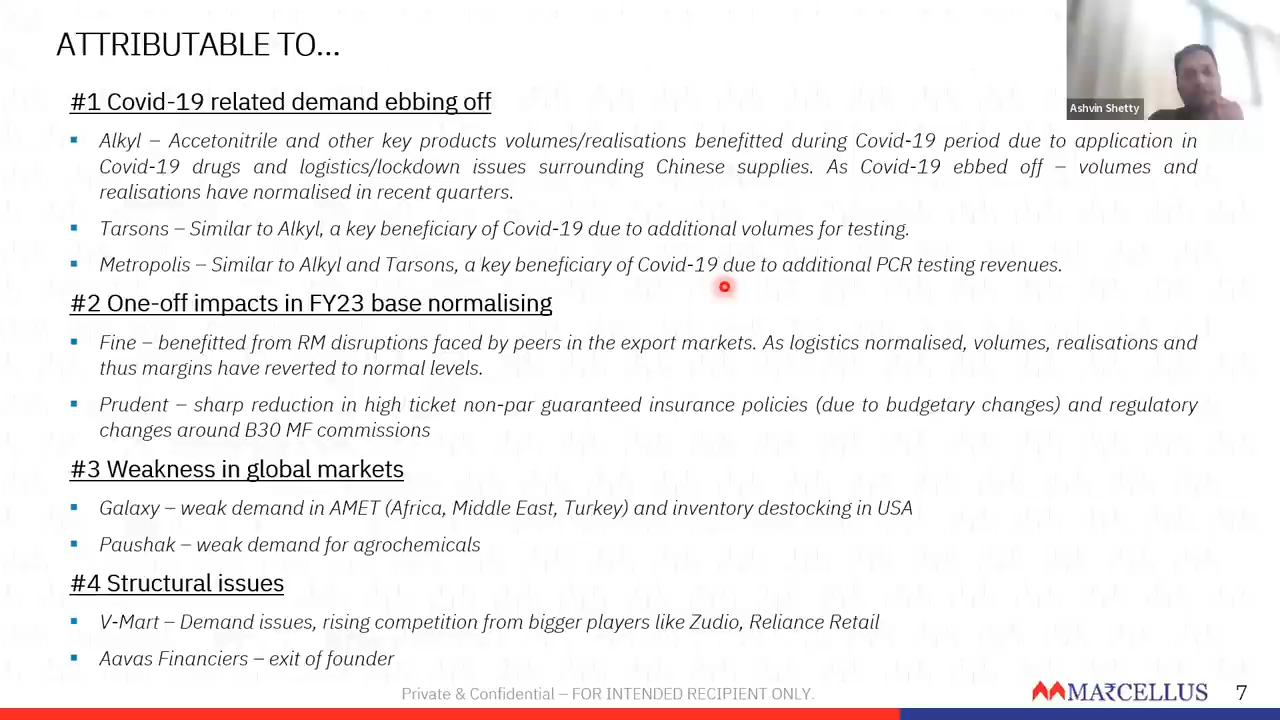 ATTRIBUTABLE TO...
Ashvin Shetty
#1 Covid-19 related demand ebbing off
▪ Alkyl – Accetonitrile and other key products volumes/realisations benefitted during Covid-19 period due to application in
Covid-19 drugs and logistics/lockdown issues surrounding Chinese supplies. As Covid-19 ebbed off – volumes and
realisations have normalised in recent quarters.
▪ Tarsons – Similar to Alkyl, a key beneficiary of Covid-19 due to additional volumes for testing.
▪ Metropolis – Similar to Alkyl and Tarsons, a key beneficiary of Covid-19 due to additional PCR testing revenues.
#2 One-off impacts in FY23 base normalising
▪ Fine – benefitted from RM disruptions faced by peers in the export markets. As logistics normalised, volumes, realisations and
thus margins have reverted to normal levels.
▪ Prudent – sharp reduction in high ticket non-par guaranteed insurance policies (due to budgetary changes) and regulatory
changes around B30 MF commissions
#3 Weakness in global markets
▪ Galaxy – weak demand in AMET (Africa, Middle East, Turkey) and inventory destocking in USA
▪ Paushak – weak demand for agrochemicals
#4 Structural issues
▪ V-Mart – Demand issues, rising competition from bigger players like Zudio, Reliance Retail
▪ Aavas Financiers – exit of founder
Private & Confidential – FOR INTENDED RECIPIENT ONLY.
MA₹CELLUS
7